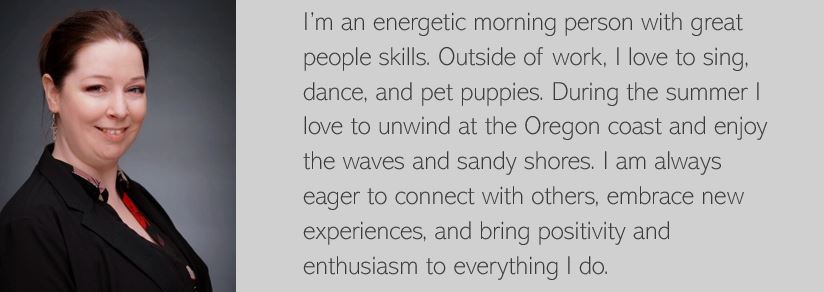 I'm an energetic morning person with great
people skills. Outside of work, I love to sing,
dance, and pet puppies. During the summer I
love to unwind at the Oregon coast and enjoy
the waves and sandy shores. I am always
eager to connect with others, embrace new
experiences, and bring positivity and
enthusiasm to everything I do.